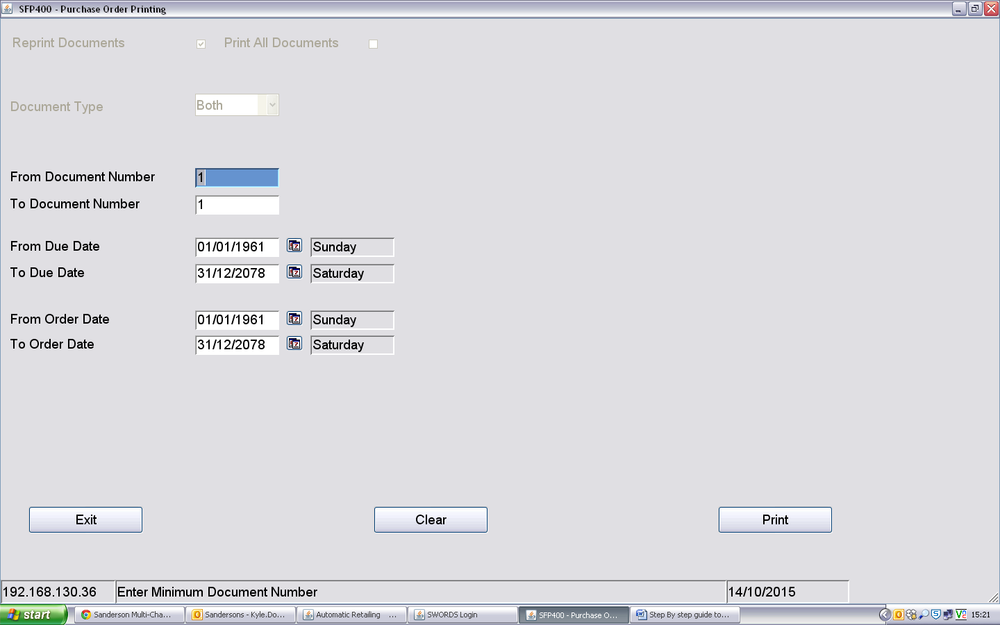 SFP400 - Purchase Order Printing
Reprint Documents Print All Documents
Document Type Both
From Document Number 1
To Document Number 1
From Due Date 01/01/1961 Sunday
To Due Date 31/12/2078 Saturday
From Order Date 01/01/1961 Sunday
To Order Date 31/12/2078 Saturday
Exit Clear Print
192.168.130.36 Enter Minimum Document Number 14/10/2015
start Sanderson Multi-Cha... Sandersons - Kyle.Do... Automatic Retailing ... SWORDS Login SFP400 - Purchase O... Step By step guide to... 15:21